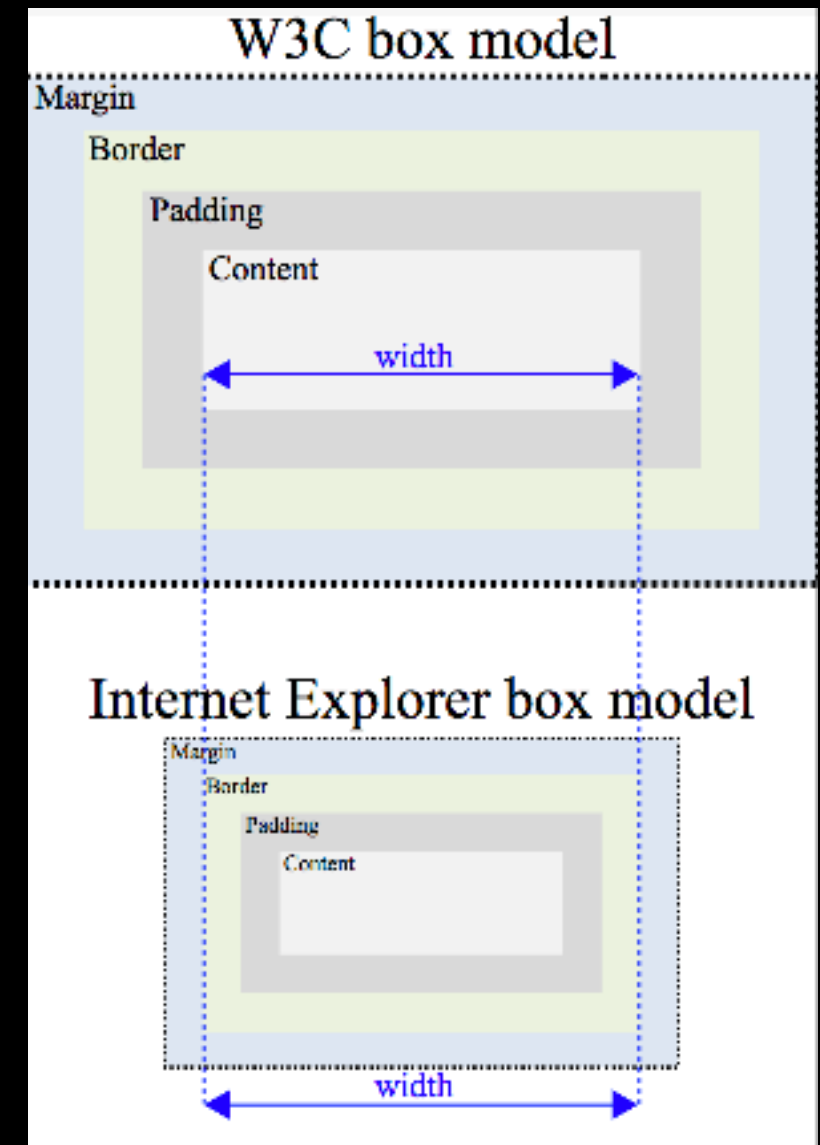 W3C box model
Margin
Border
Padding
Content
width
Internet Explorer box model
Margin
Border
Padding
Content
width